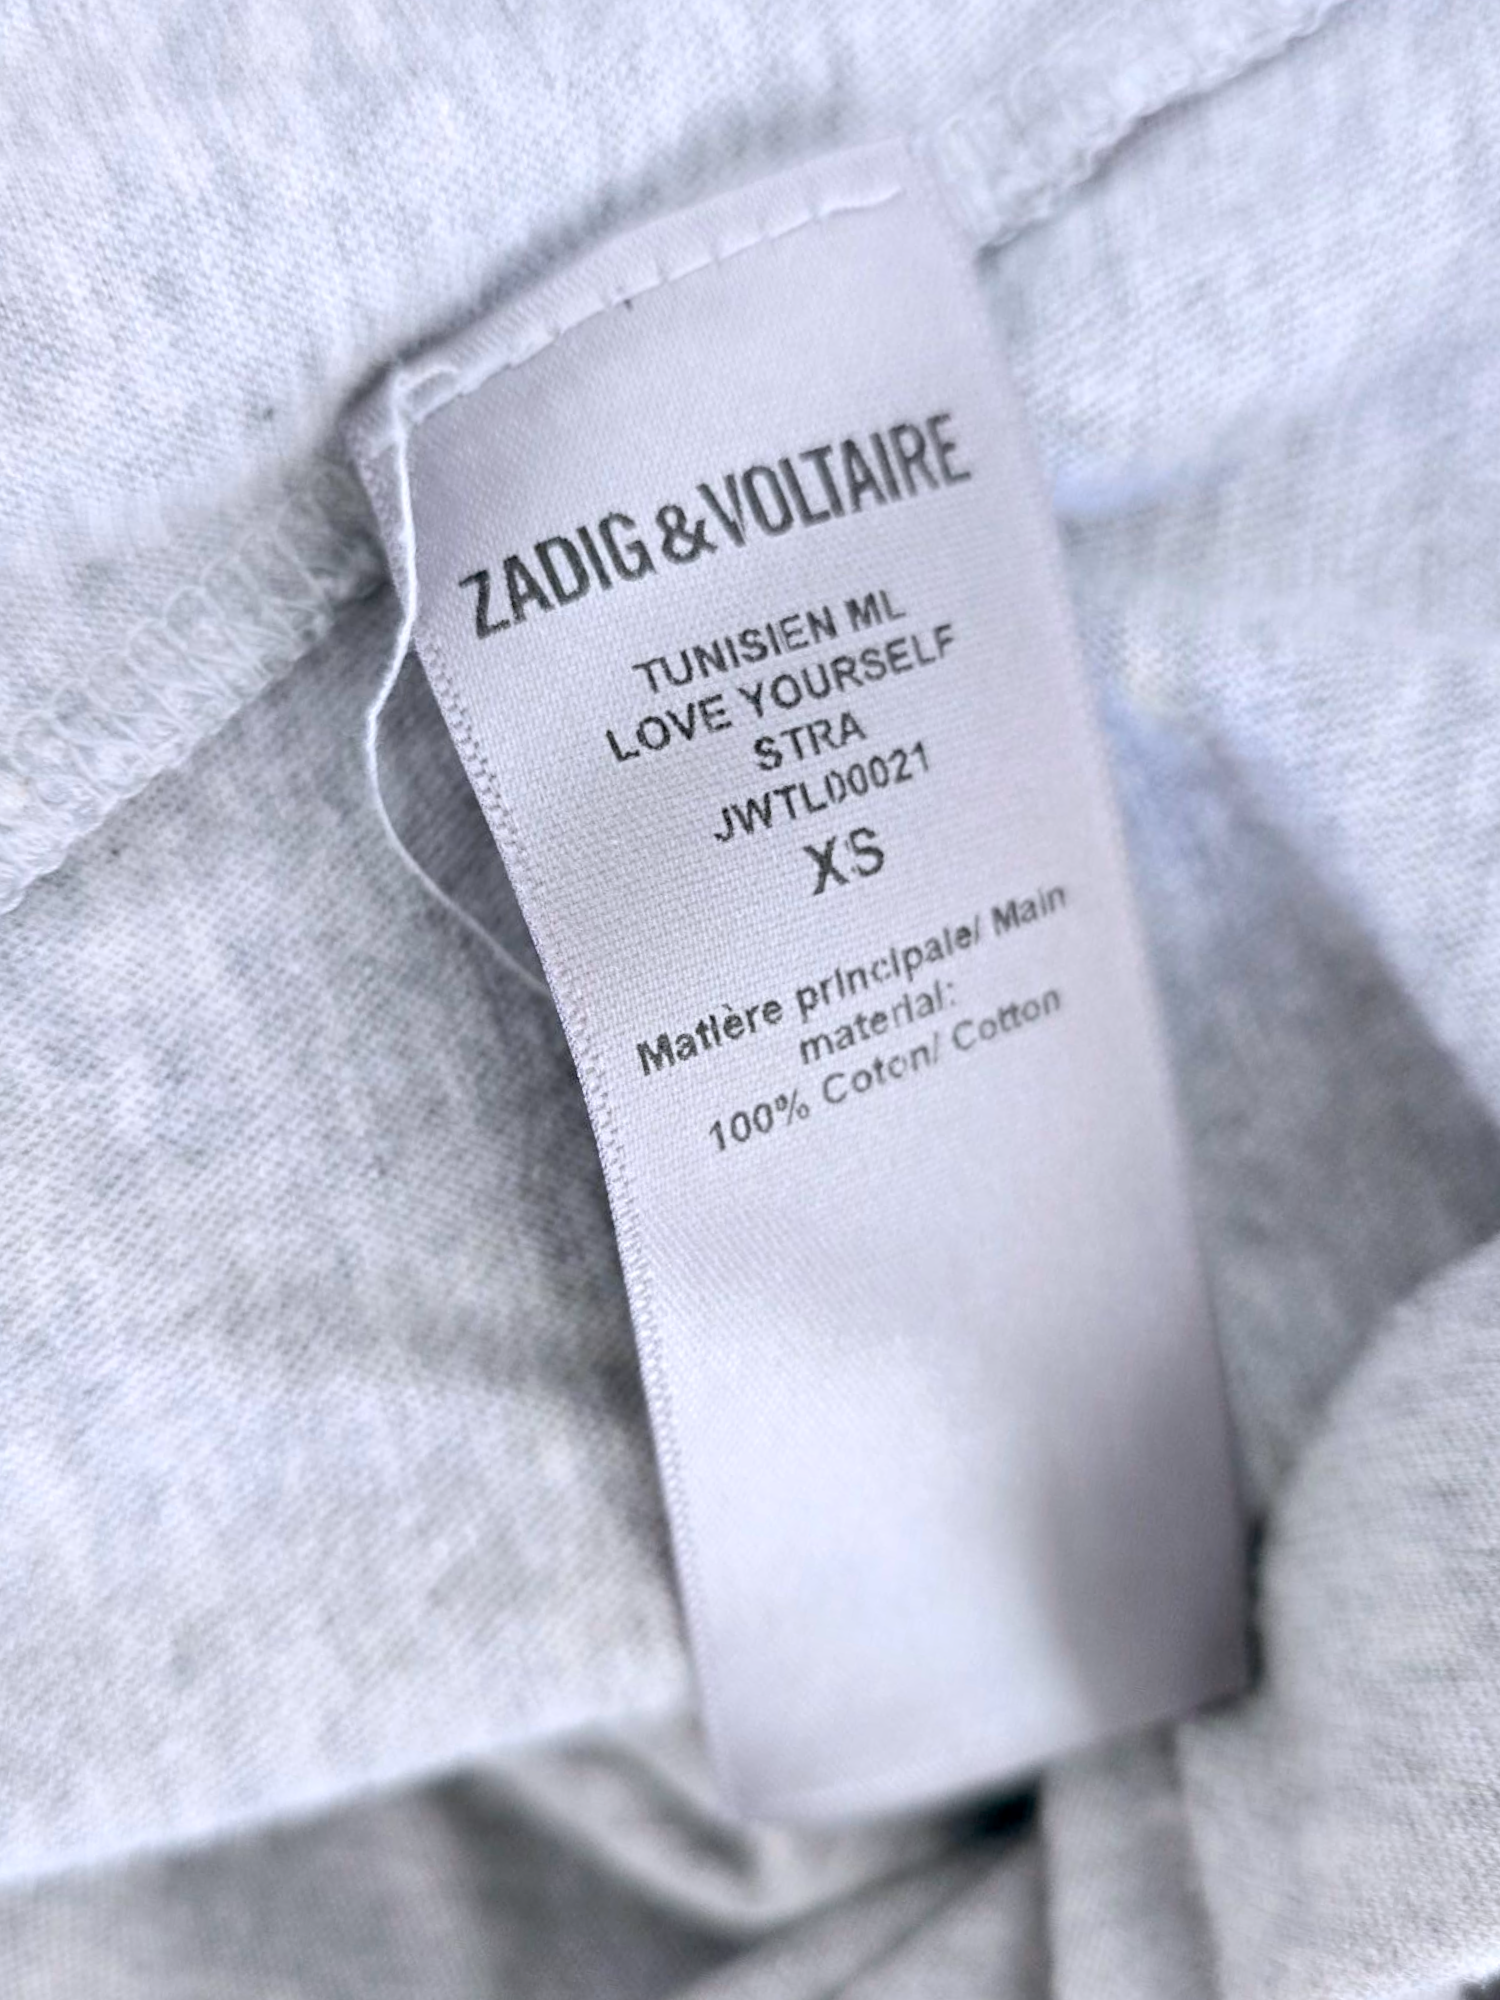 ZADIG & VOLTAIRE
TUNISIEN ML
LOVE YOURSELF
STRA
JWTL00021
XS
Matière principale/ Main
material:
100% Coton/ Cotton